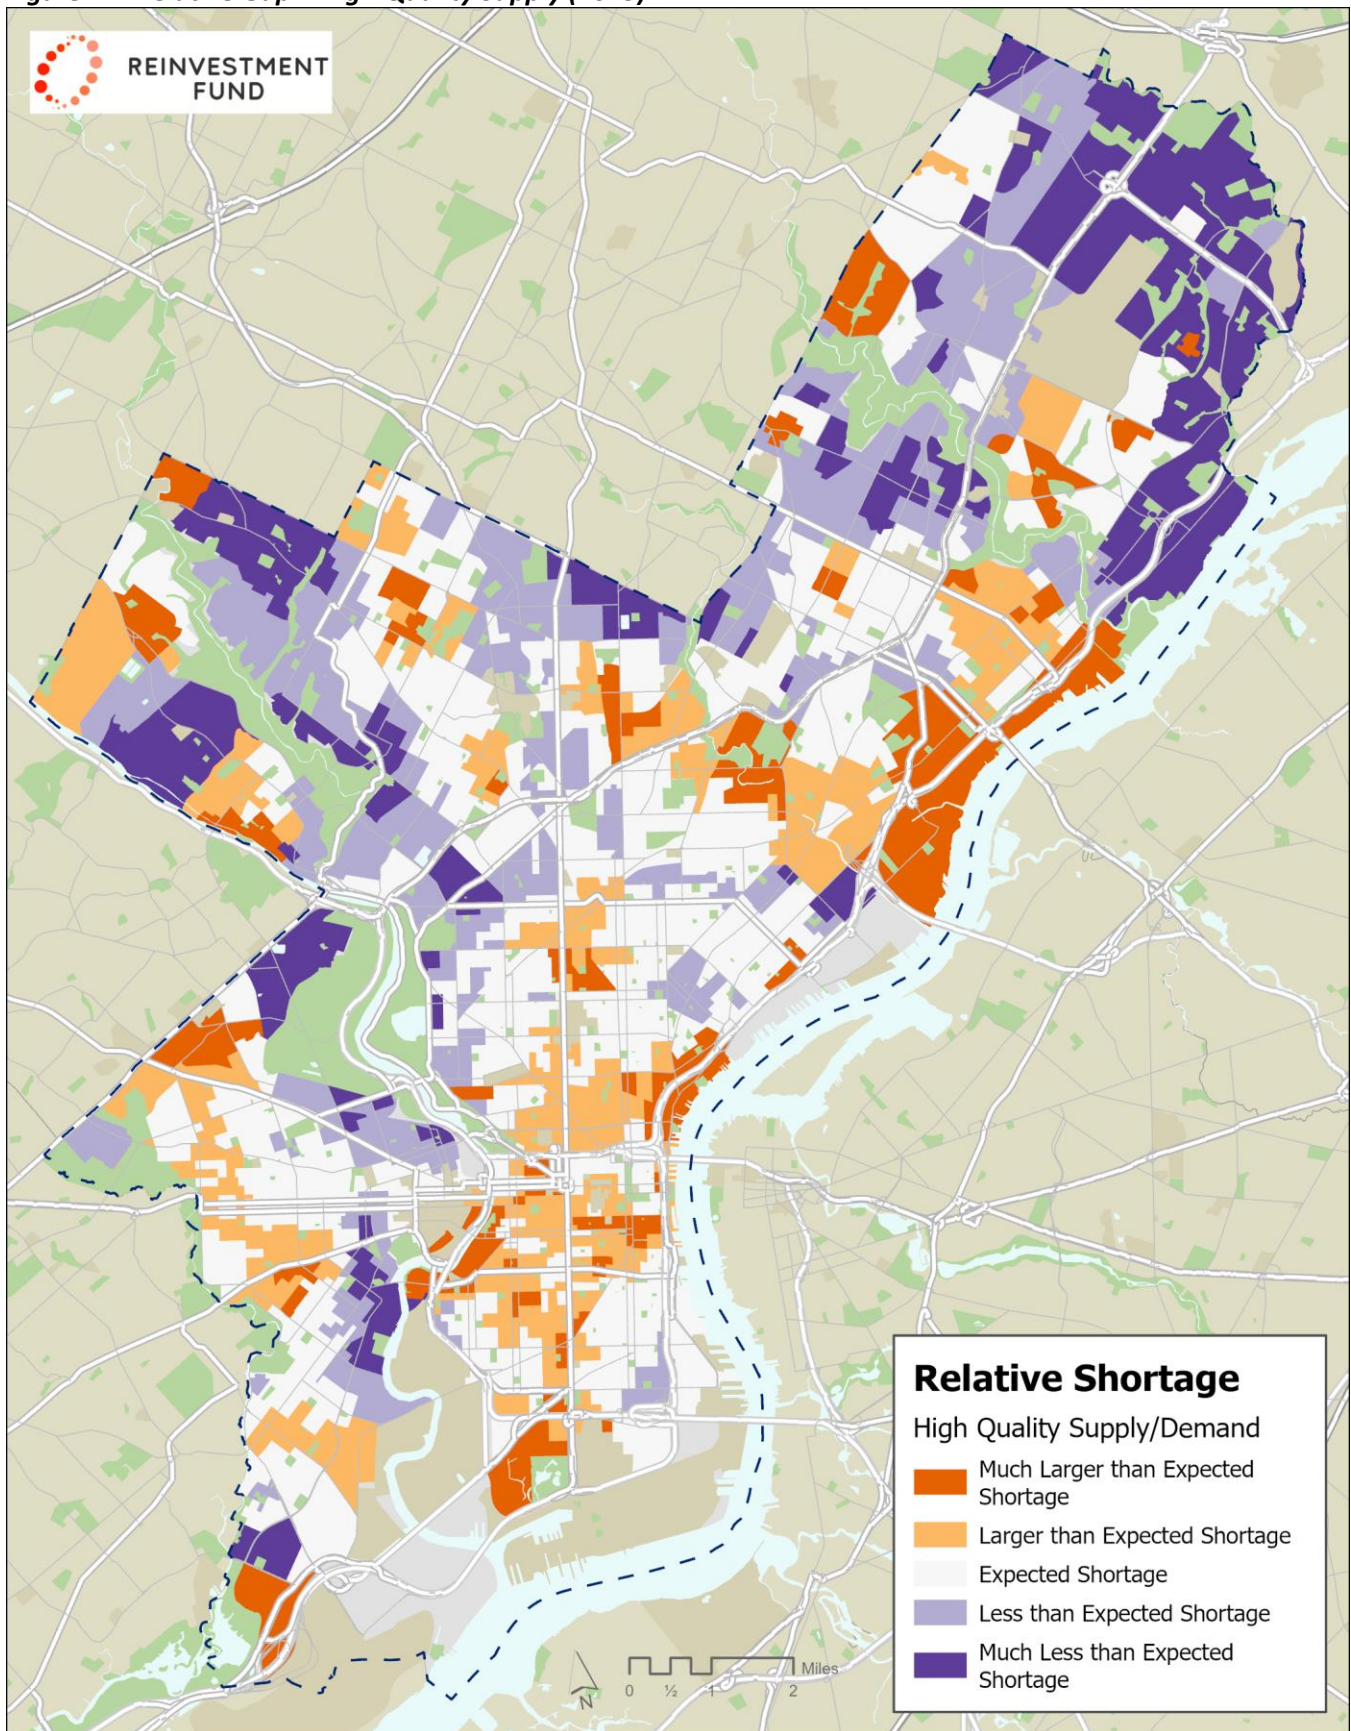 REINVESTMENT
FUND
Relative Shortage
High Quality Supply/Demand
Much Larger than Expected
Shortage
Larger than Expected Shortage
Expected Shortage
Less than Expected Shortage
Much Less than Expected
Shortage
Miles
0 ½ 1 2
N